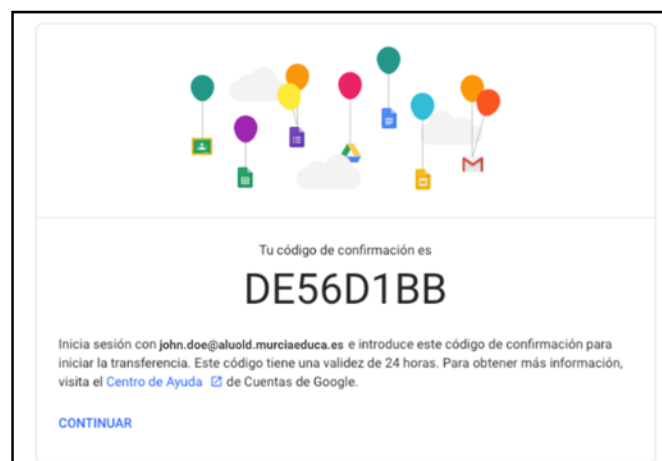 Tu código de confirmación es
DE56D1BB
Inicia sesión con john.doe@aluold.murciaeduca.es e introduce este código de confirmación para
iniciar la transferencia. Este código tiene una validez de 24 horas. Para obtener más información,
visita el Centro de Ayuda de Cuentas de Google.
CONTINUAR